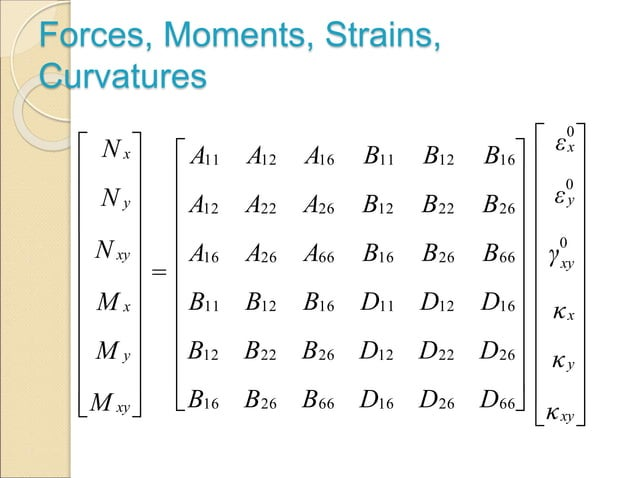 Forces, Moments, Strains,
Curvatures
N x A11 A12 A16 B11 B12 B16 ε 0 x
N y A12 A22 A26 B12 B22 B26 ε 0 y
N xy A16 A26 A66 B16 B26 B66 γ 0 xy
=
M x B11 B12 B16 D11 D12 D16 κ x
M y B12 B22 B26 D12 D22 D26 κ y
M xy B16 B26 B66 D16 D26 D66 κ xy